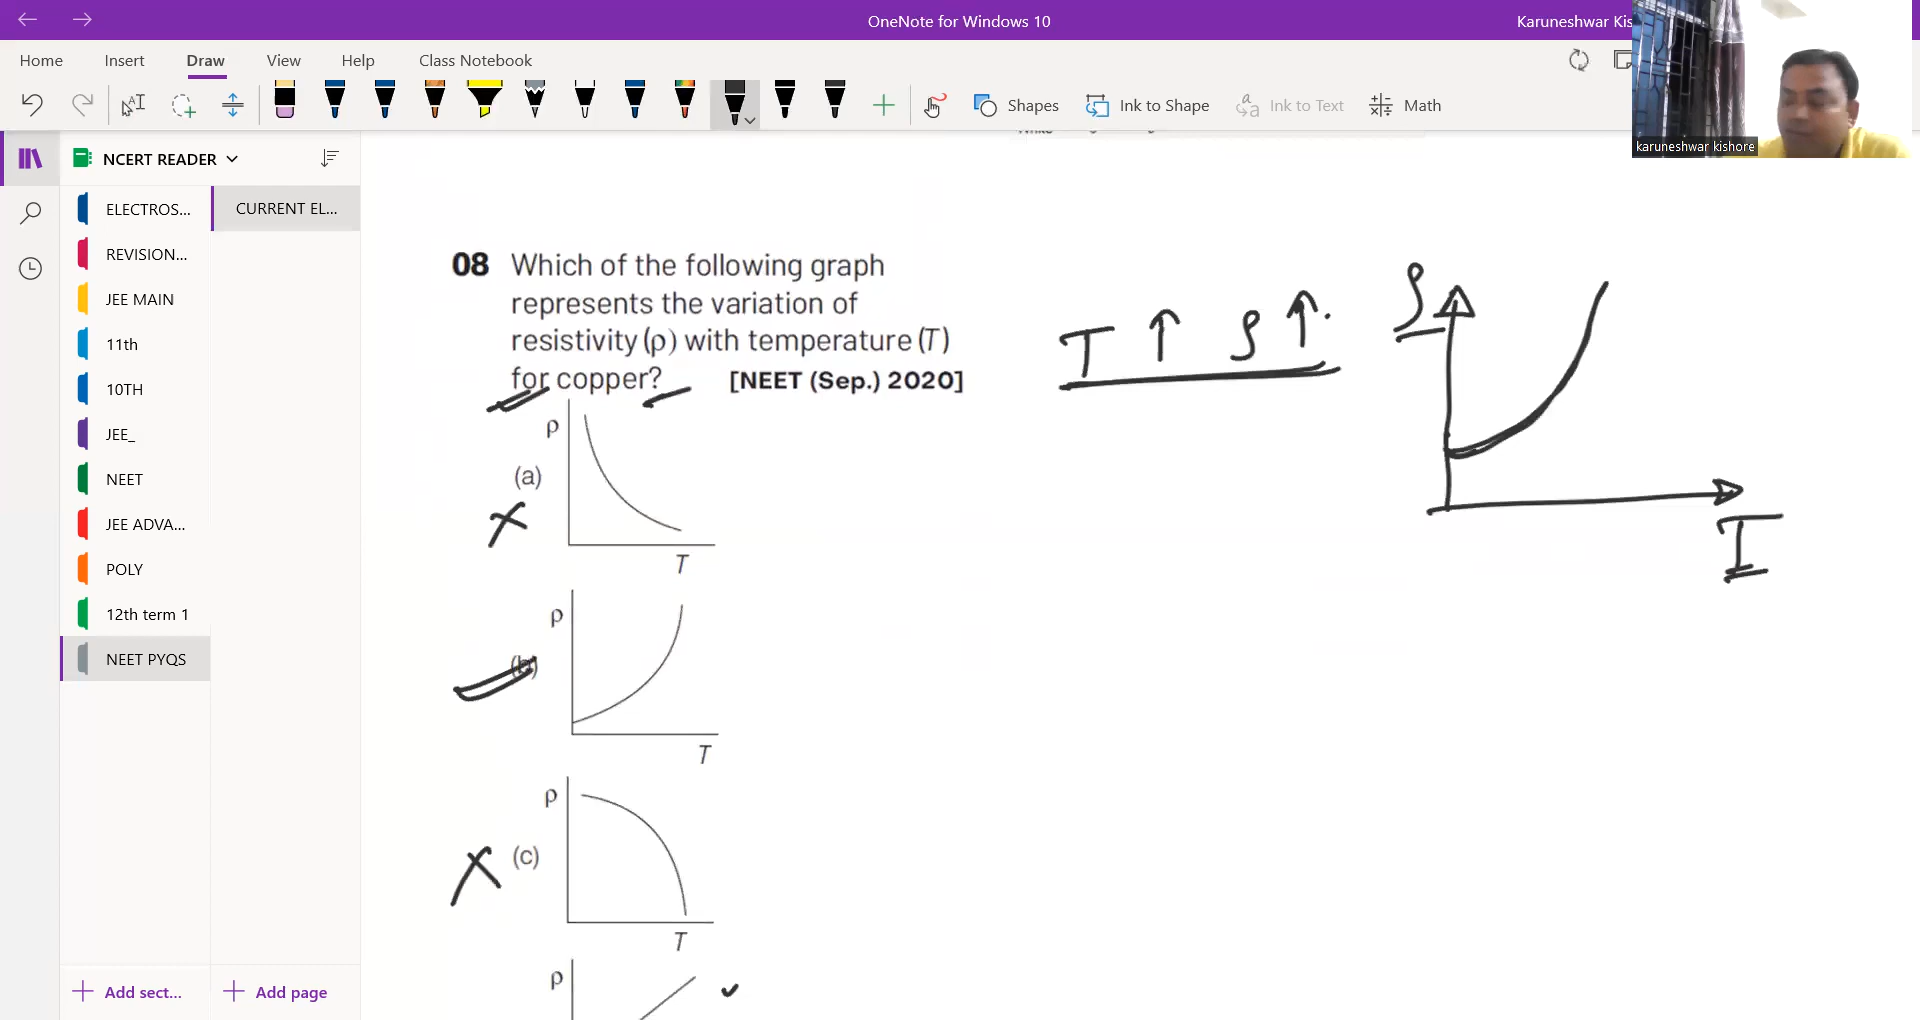 OneNote for Windows 10
Karuneshwar Kis
Home Insert Draw View Help Class Notebook
Shapes Ink to Shape Ink to Text Math
karuneshwar kishore
NCERT READER
ELECTROS...
REVISION...
JEE MAIN
11th
10TH
JEE_
NEET
JEE ADVA...
POLY
12th term 1
NEET PYQS
Add sect...
CURRENT EL...
Add page
08 Which of the following graph
represents the variation of
resistivity (ρ) with temperature (T)
for copper? [NEET (Sep.) 2020]
ρ
(a)
T
ρ
(b)
T
ρ
(c)
T
ρ
T ↑ ρ ↑.
ρ
T